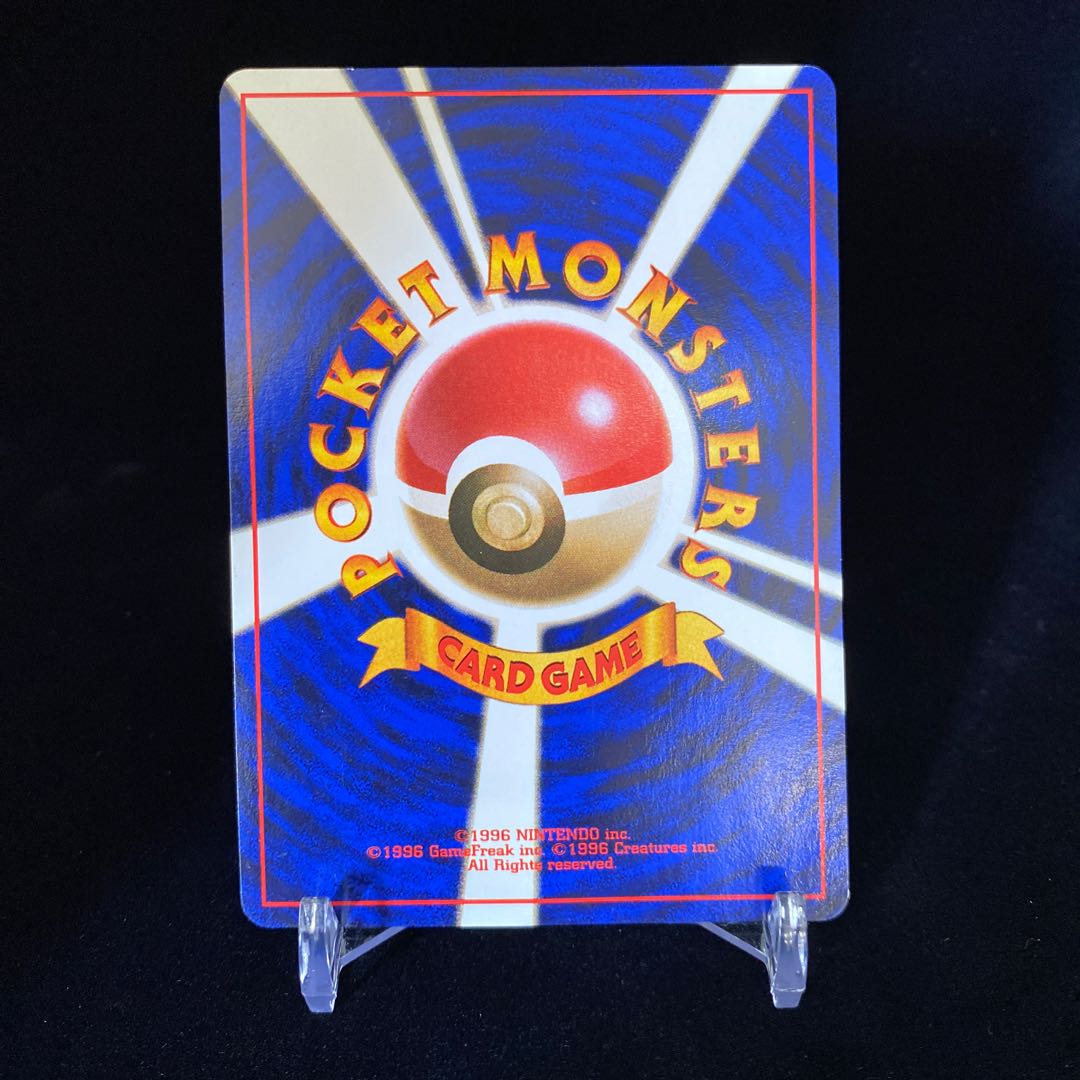 POCKET MONSTERS
CARD GAME
©1996 NINTENDO inc.
©1996 GameFreak inc. ©1996 Creatures inc.
All Rights reserved.